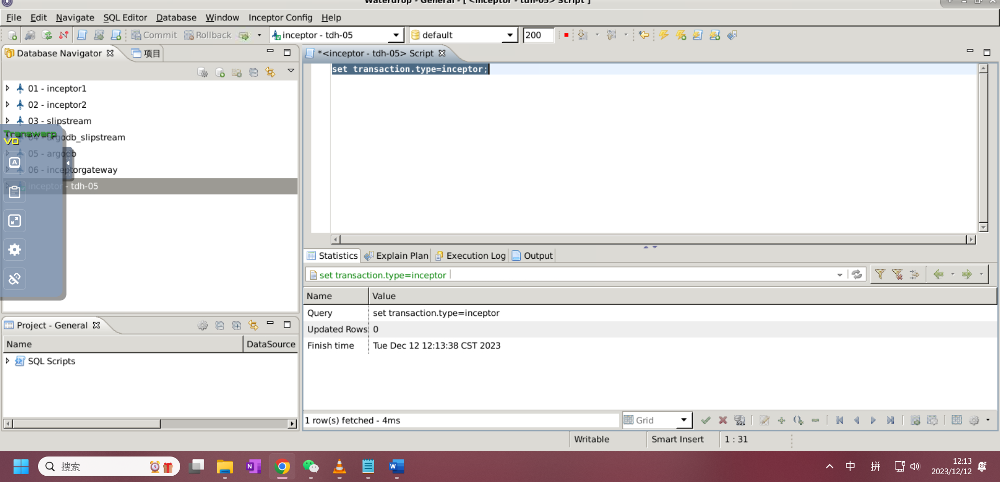 Waterdrop - General - [ <inceptor - tdh-05> Script ]
File Edit Navigate SQL Editor Database Window Inceptor Config Help
Commit Rollback inceptor - tdh-05 default 200
Database Navigator 项目
*<inceptor - tdh-05> Script
set transaction.type=inceptor;
01 - inceptor1
02 - inceptor2
03 - slipstream
04 - argodb_slipstream
05 - argodb
06 - inceptorgateway
inceptor - tdh-05
Transwarp
VD
A
Statistics Explain Plan Execution Log Output
set transaction.type=inceptor
Name Value
Query set transaction.type=inceptor
Updated Rows 0
Finish time Tue Dec 12 12:13:38 CST 2023
Project - General
Name DataSource
SQL Scripts
1 row(s) fetched - 4ms
Grid
SQL
Writable Smart Insert 1 : 31
搜索
N
W
中 拼
12:13
2023/12/12